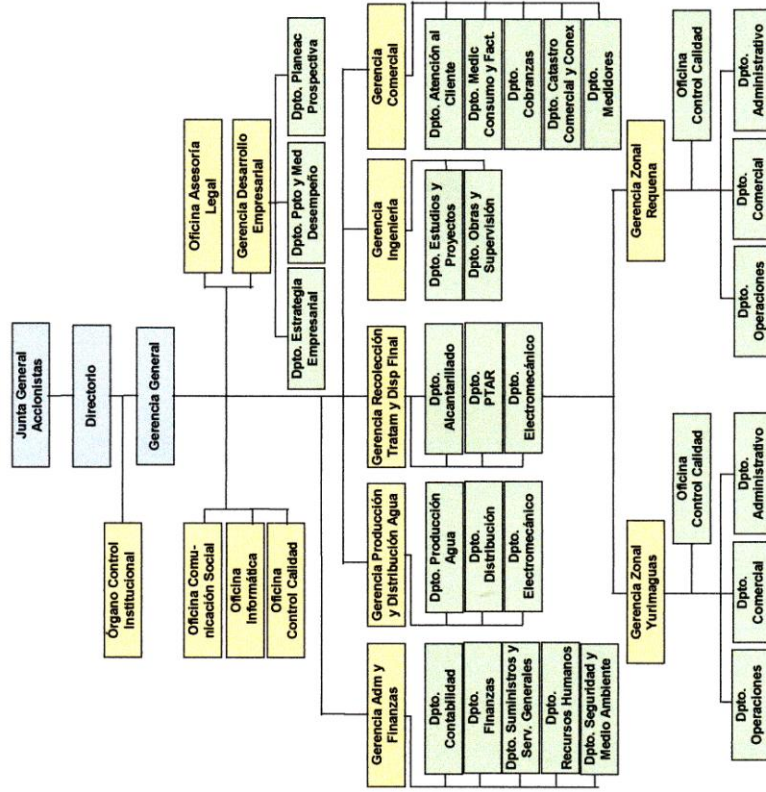 Junta General
Accionistas
Directorio
Órgano Control
Institucional
Gerencia General
Oficina Comu-
nicación Social
Oficina
Informática
Oficina
Control Calidad
Oficina Asesoría
Legal
Gerencia Desarrollo
Empresarial
Dpto. Estrategia
Empresarial
Dpto. Ppto y Med
Desempeño
Dpto. Planeac
Prospectiva
Gerencia Adm y
Finanzas
Dpto.
Contabilidad
Dpto.
Finanzas
Dpto. Suministros y
Serv. Generales
Dpto.
Recursos Humanos
Dpto. Seguridad y
Medio Ambiente
Gerencia Producción
y Distribución Agua
Dpto. Producción
Agua
Dpto.
Distribución
Dpto.
Electromecánico
Gerencia Recolección
Tratam y Disp Final
Dpto.
Alcantarillado
Dpto.
PTAR
Dpto.
Electromecánico
Gerencia
Ingeniería
Dpto. Estudios y
Proyectos
Dpto. Obras y
Supervisión
Gerencia
Comercial
Dpto. Atención al
Cliente
Dpto. Medic
Consumo y Fact.
Dpto.
Cobranzas
Dpto. Catastro
Comercial y Conex
Dpto.
Medidores
Gerencia Zonal
Yurimaguas
Oficina
Control Calidad
Dpto.
Operaciones
Dpto.
Comercial
Dpto.
Administrativo
Gerencia Zonal
Requena
Oficina
Control Calidad
Dpto.
Operaciones
Dpto.
Comercial
Dpto.
Administrativo